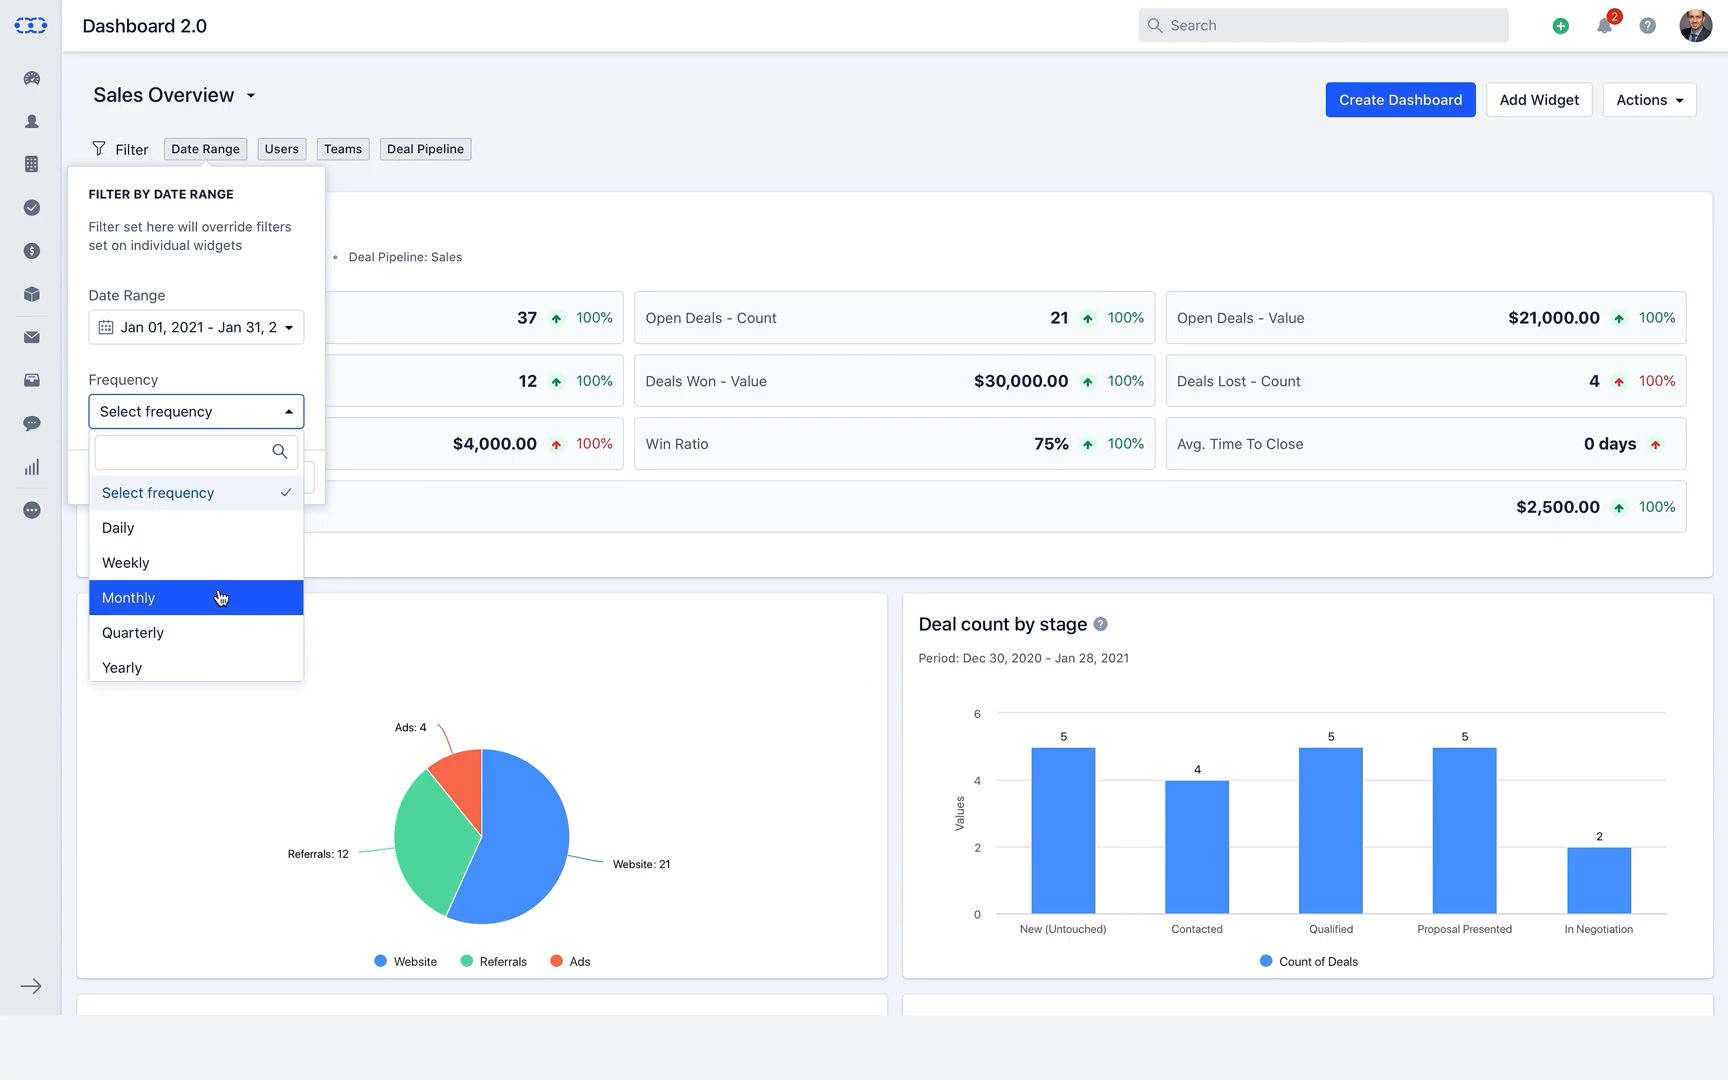 Dashboard 2.0
Search
2
Sales Overview
Create Dashboard
Add Widget
Actions
Filter
Date Range
Users
Teams
Deal Pipeline
FILTER BY DATE RANGE
Filter set here will override filters
set on individual widgets
Date Range
Jan 01, 2021 - Jan 31, 2
Frequency
Select frequency
Select frequency
Daily
Weekly
Monthly
Quarterly
Yearly
• Deal Pipeline: Sales
37 100%
Open Deals - Count 21 100%
Open Deals - Value $21,000.00 100%
12 100%
Deals Won - Value $30,000.00 100%
Deals Lost - Count 4 100%
$4,000.00 100%
Win Ratio 75% 100%
Avg. Time To Close 0 days
$2,500.00 100%
Ads: 4
Referrals: 12
Website: 21
Website Referrals Ads
Deal count by stage ?
Period: Dec 30, 2020 - Jan 28, 2021
Values
6
4
2
0
5
4
5
5
2
New (Untouched)
Contacted
Qualified
Proposal Presented
In Negotiation
Count of Deals